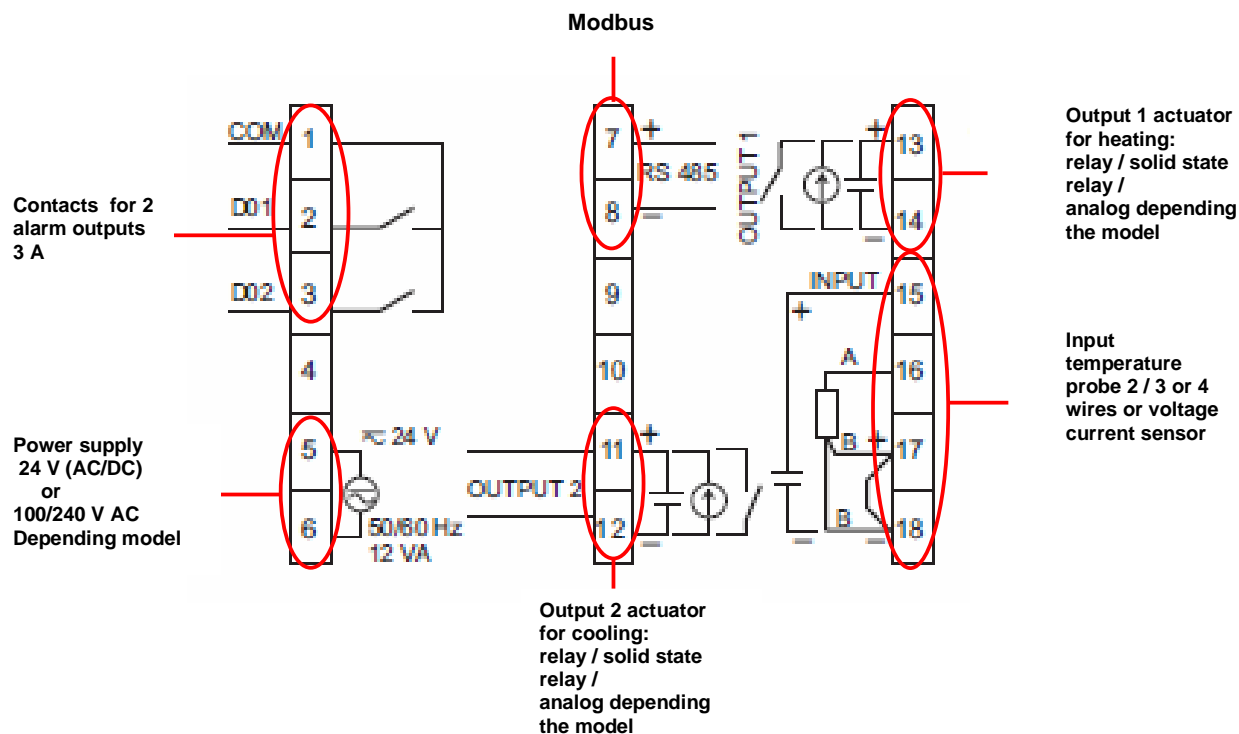 Modbus
Contacts for 2
alarm outputs
3 A
Power supply
24 V (AC/DC)
or
100/240 V AC
Depending model
COM
D01
D02
1
2
3
4
5
6
24 V
50/60 Hz
12 VA
7
8
9
10
11
12
+
RS 485
−
OUTPUT 2
+
−
Output 2 actuator
for cooling:
relay / solid state
relay /
analog depending
the model
OUTPUT 1
+
−
INPUT
+
−
A
B
+
B
−
13
14
15
16
17
18
Output 1 actuator
for heating:
relay / solid state
relay /
analog depending
the model
Input
temperature
probe 2 / 3 or 4
wires or voltage
current sensor